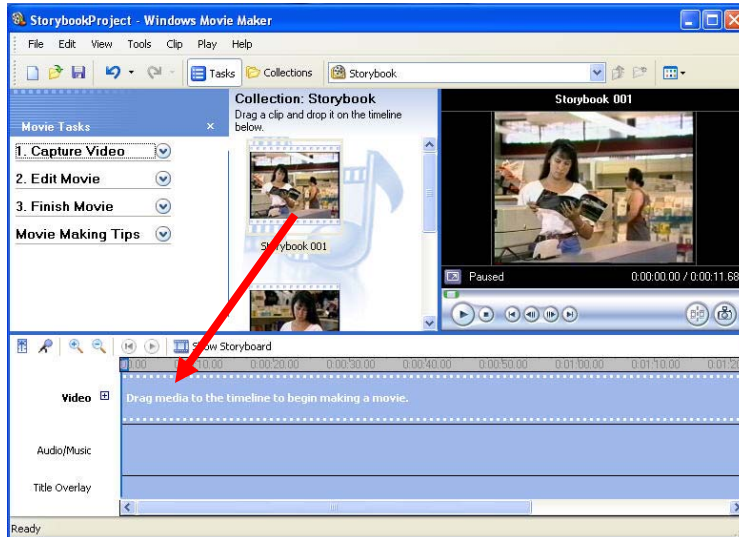 StorybookProject - Windows Movie Maker
File Edit View Tools Clip Play Help
Tasks Collections Storybook
Movie Tasks
1. Capture Video
2. Edit Movie
3. Finish Movie
Movie Making Tips
Collection: Storybook
Drag a clip and drop it on the timeline
below.
Storybook 001
Storybook 001
Paused 0:00:00.00 / 0:00:11.68
Show Storyboard
0:00:20.00 0:00:30.00 0:00:40.00 0:00:50.00 0:01:00.00 0:01:10.00
Video Drag media to the timeline to begin making a movie.
Audio/Music
Title Overlay
Ready